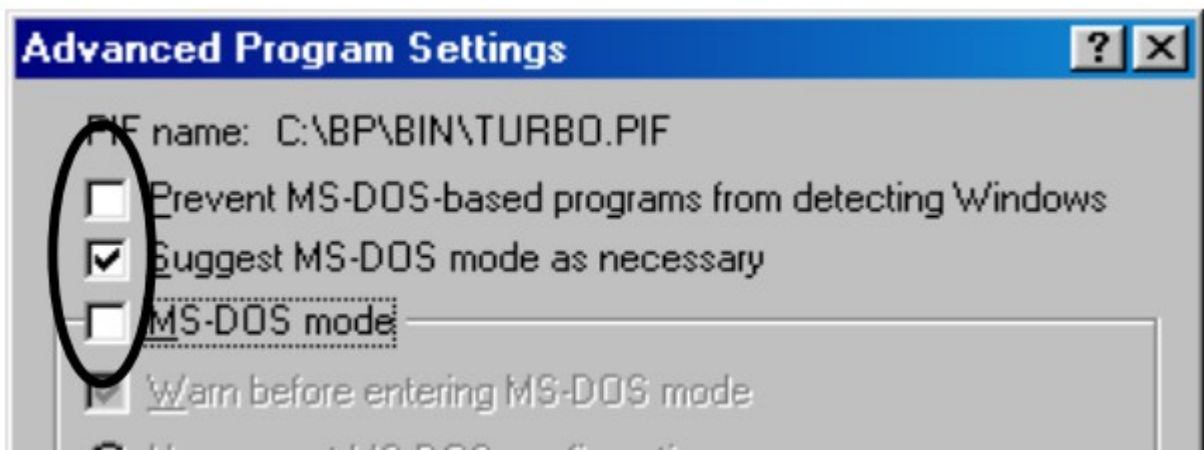 Advanced Program Settings
PIF name: C:\BP\BIN\TURBO.PIF
Prevent MS-DOS-based programs from detecting Windows
Suggest MS-DOS mode as necessary
MS-DOS mode
Warn before entering MS-DOS mode